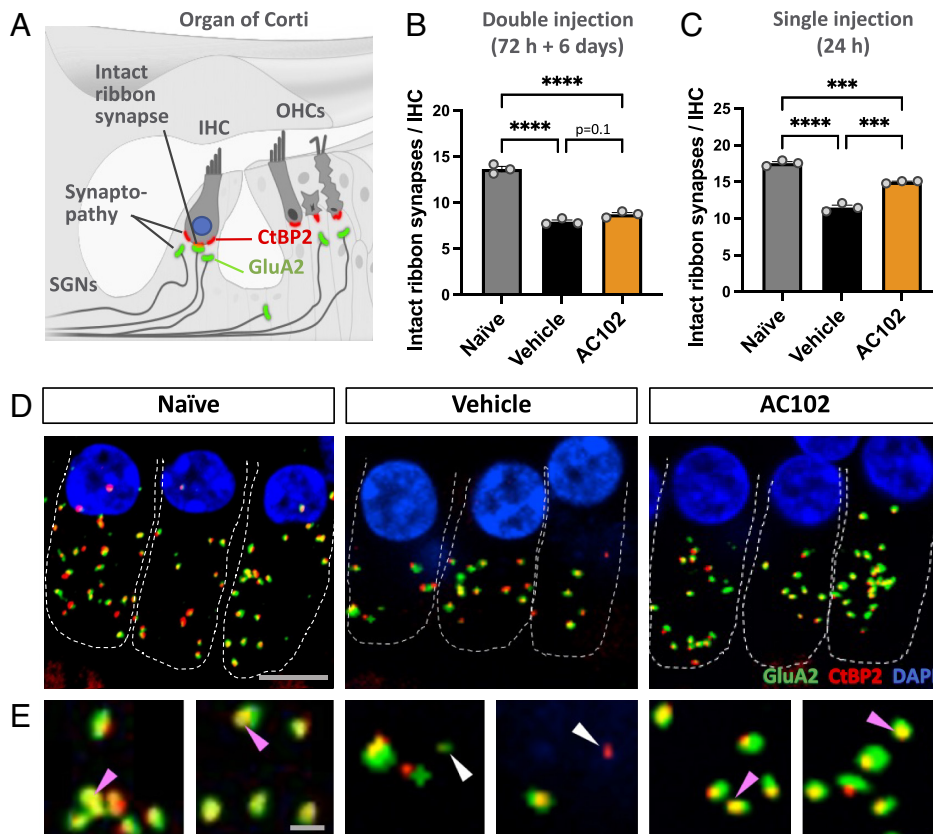 A
Organ of Corti
Intact
ribbon
synapse
IHC
OHCs
Synapto-
pathy
CtBP2
GluA2
SGNs
B
Double injection
(72 h + 6 days)
Intact ribbon synapses / IHC
20
15
10
5
0
****
****
p=0.1
Naïve
Vehicle
AC102
C
Single injection
(24 h)
Intact ribbon synapses / IHC
25
20
15
10
5
0
***
****
***
Naïve
Vehicle
AC102
D
Naïve
Vehicle
AC102
GluA2 CtBP2 DAPI
E